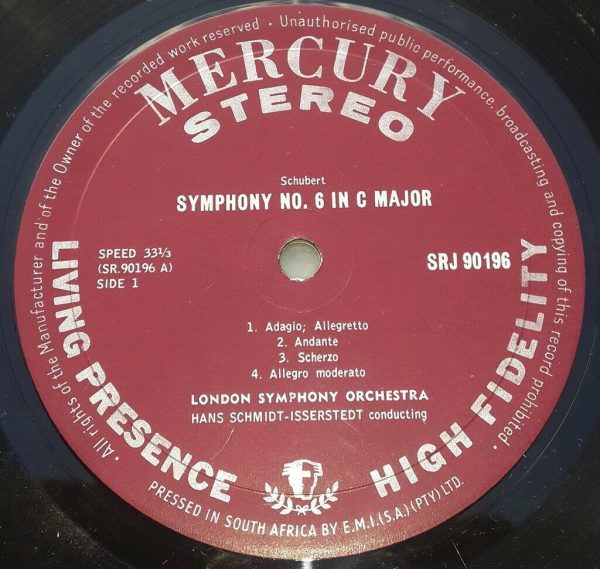 · All rights of the Manufacturer and of the Owner of the recorded work reserved · Unauthorised public performance, broadcasting and copying of this record prohibited ·
MERCURY
STEREO
Schubert
SYMPHONY NO. 6 IN C MAJOR
SPEED 33⅓
(SR.90196 A)
SIDE 1
SRJ 90196
1. Adagio; Allegretto
2. Andante
3. Scherzo
4. Allegro moderato
LONDON SYMPHONY ORCHESTRA
HANS SCHMIDT-ISSERSTEDT conducting
LIVING PRESENCE
HIGH FIDELITY
PRESSED IN SOUTH AFRICA BY E.M.I.(S.A.)(PTY) LTD.